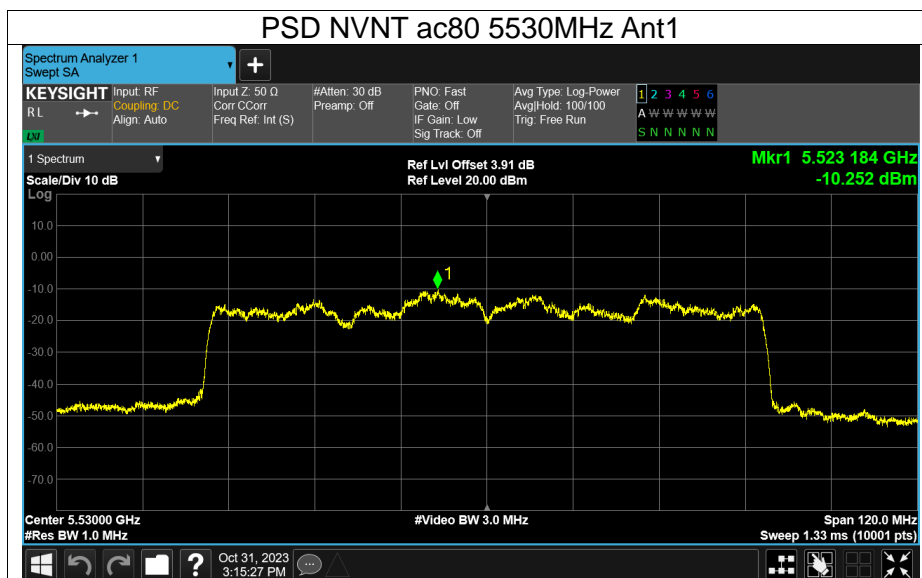 PSD NVNT ac80 5530MHz Ant1
Spectrum Analyzer 1
Swept SA
+
KEYSIGHT
R L
LXI
Input: RF
Coupling: DC
Align: Auto
Input Z: 50 Ω
Corr CCorr
Freq Ref: Int (S)
#Atten: 30 dB
Preamp: Off
PNO: Fast
Gate: Off
IF Gain: Low
Sig Track: Off
Avg Type: Log-Power
Avg|Hold: 100/100
Trig: Free Run
1 2 3 4 5 6
A W W W W W
S N N N N N
1 Spectrum
Scale/Div 10 dB
Ref Lvl Offset 3.91 dB
Ref Level 20.00 dBm
Mkr1 5.523 184 GHz
-10.252 dBm
Log
10.0
0.00
-10.0
-20.0
-30.0
-40.0
-50.0
-60.0
-70.0
1
Center 5.53000 GHz
#Res BW 1.0 MHz
#Video BW 3.0 MHz
Span 120.0 MHz
Sweep 1.33 ms (10001 pts)
?
Oct 31, 2023
3:15:27 PM